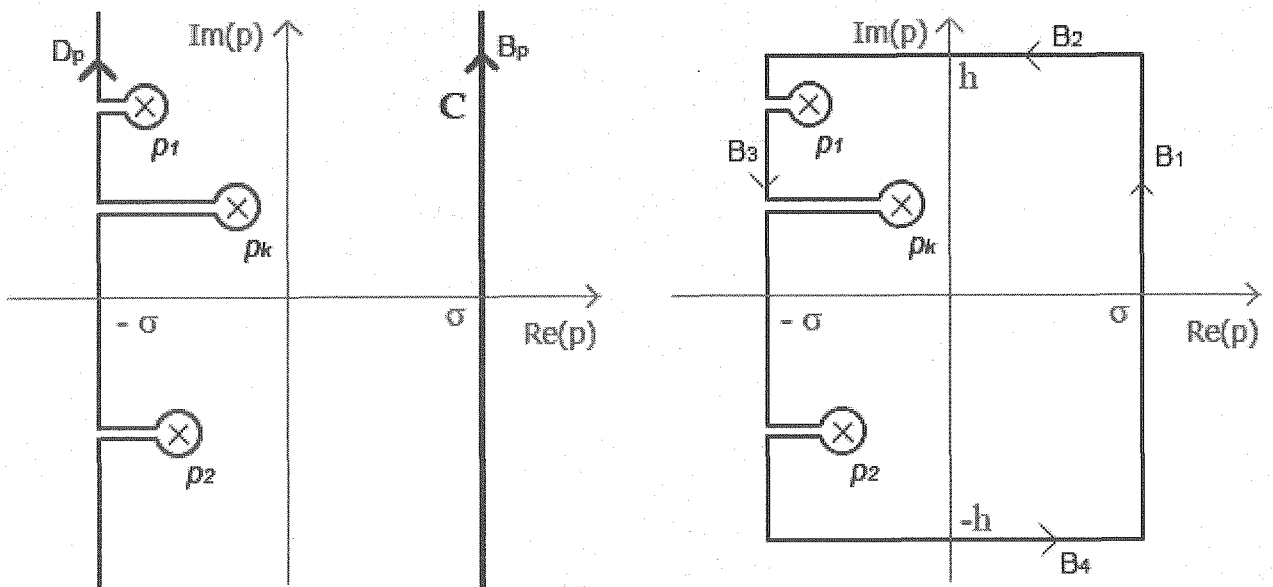 Im(p)
Dp
Bp
C
p1
pk
- σ
σ
Re(p)
p2
Im(p)
B2
h
p1
B3
B1
pk
- σ
σ
Re(p)
p2
-h
B4